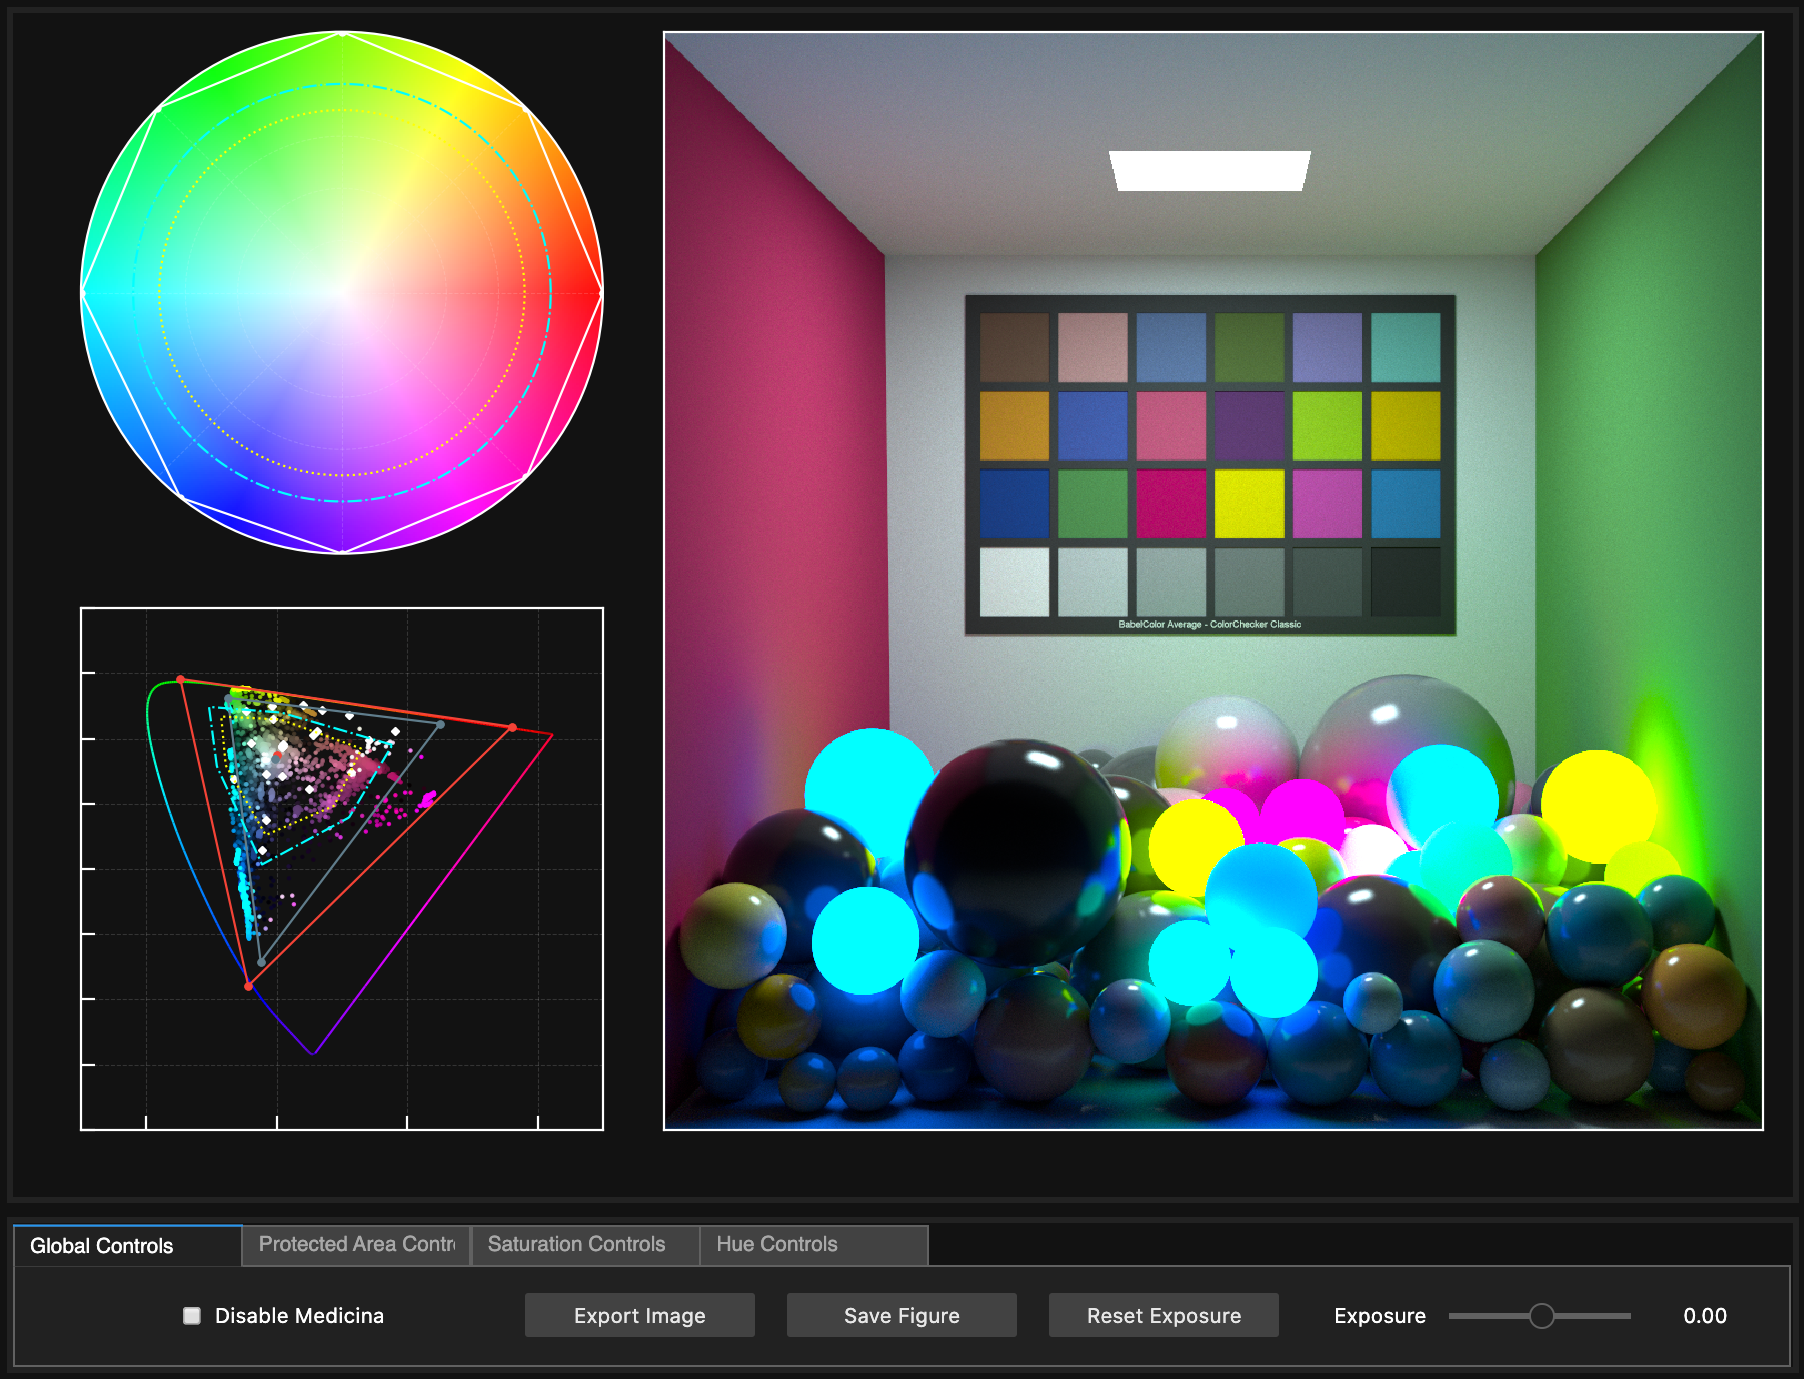 BabelColor Average - ColorChecker Classic
Global Controls
Protected Area Contr
Saturation Controls
Hue Controls
Disable Medicina
Export Image
Save Figure
Reset Exposure
Exposure
0.00